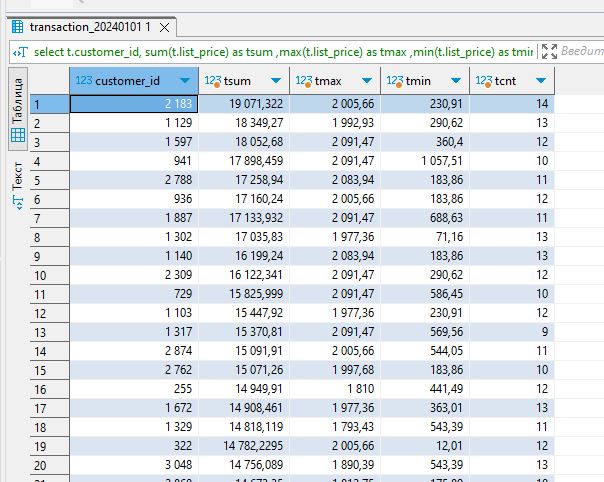 transaction_20240101 1
select t.customer_id, sum(t.list_price) as tsum ,max(t.list_price) as tmax ,min(t.list_price) as tmin
Введит
Таблица
Текст
123 customer_id 123 tsum 123 tmax 123 tmin 123 tcnt
1 2 183 19 071,322 2 005,66 230,91 14
2 1 129 18 349,27 1 992,93 290,62 13
3 1 597 18 052,68 2 091,47 360,4 12
4 941 17 898,459 2 091,47 1 057,51 10
5 2 788 17 258,94 2 083,94 183,86 11
6 936 17 160,24 2 005,66 183,86 12
7 1 887 17 133,932 2 091,47 688,63 11
8 1 302 17 035,83 1 977,36 71,16 13
9 1 140 16 199,24 2 083,94 183,86 13
10 2 309 16 122,341 2 091,47 290,62 12
11 729 15 825,999 2 091,47 586,45 10
12 1 103 15 447,92 1 977,36 230,91 12
13 1 317 15 370,81 2 091,47 569,56 9
14 2 874 15 091,91 2 005,66 544,05 11
15 2 762 15 071,26 1 997,68 183,86 10
16 255 14 949,91 1 810 441,49 12
17 1 672 14 908,461 1 977,36 363,01 13
18 1 329 14 818,119 1 793,43 543,39 11
19 322 14 782,2295 2 005,66 12,01 12
20 3 048 14 756,089 1 890,39 543,39 13